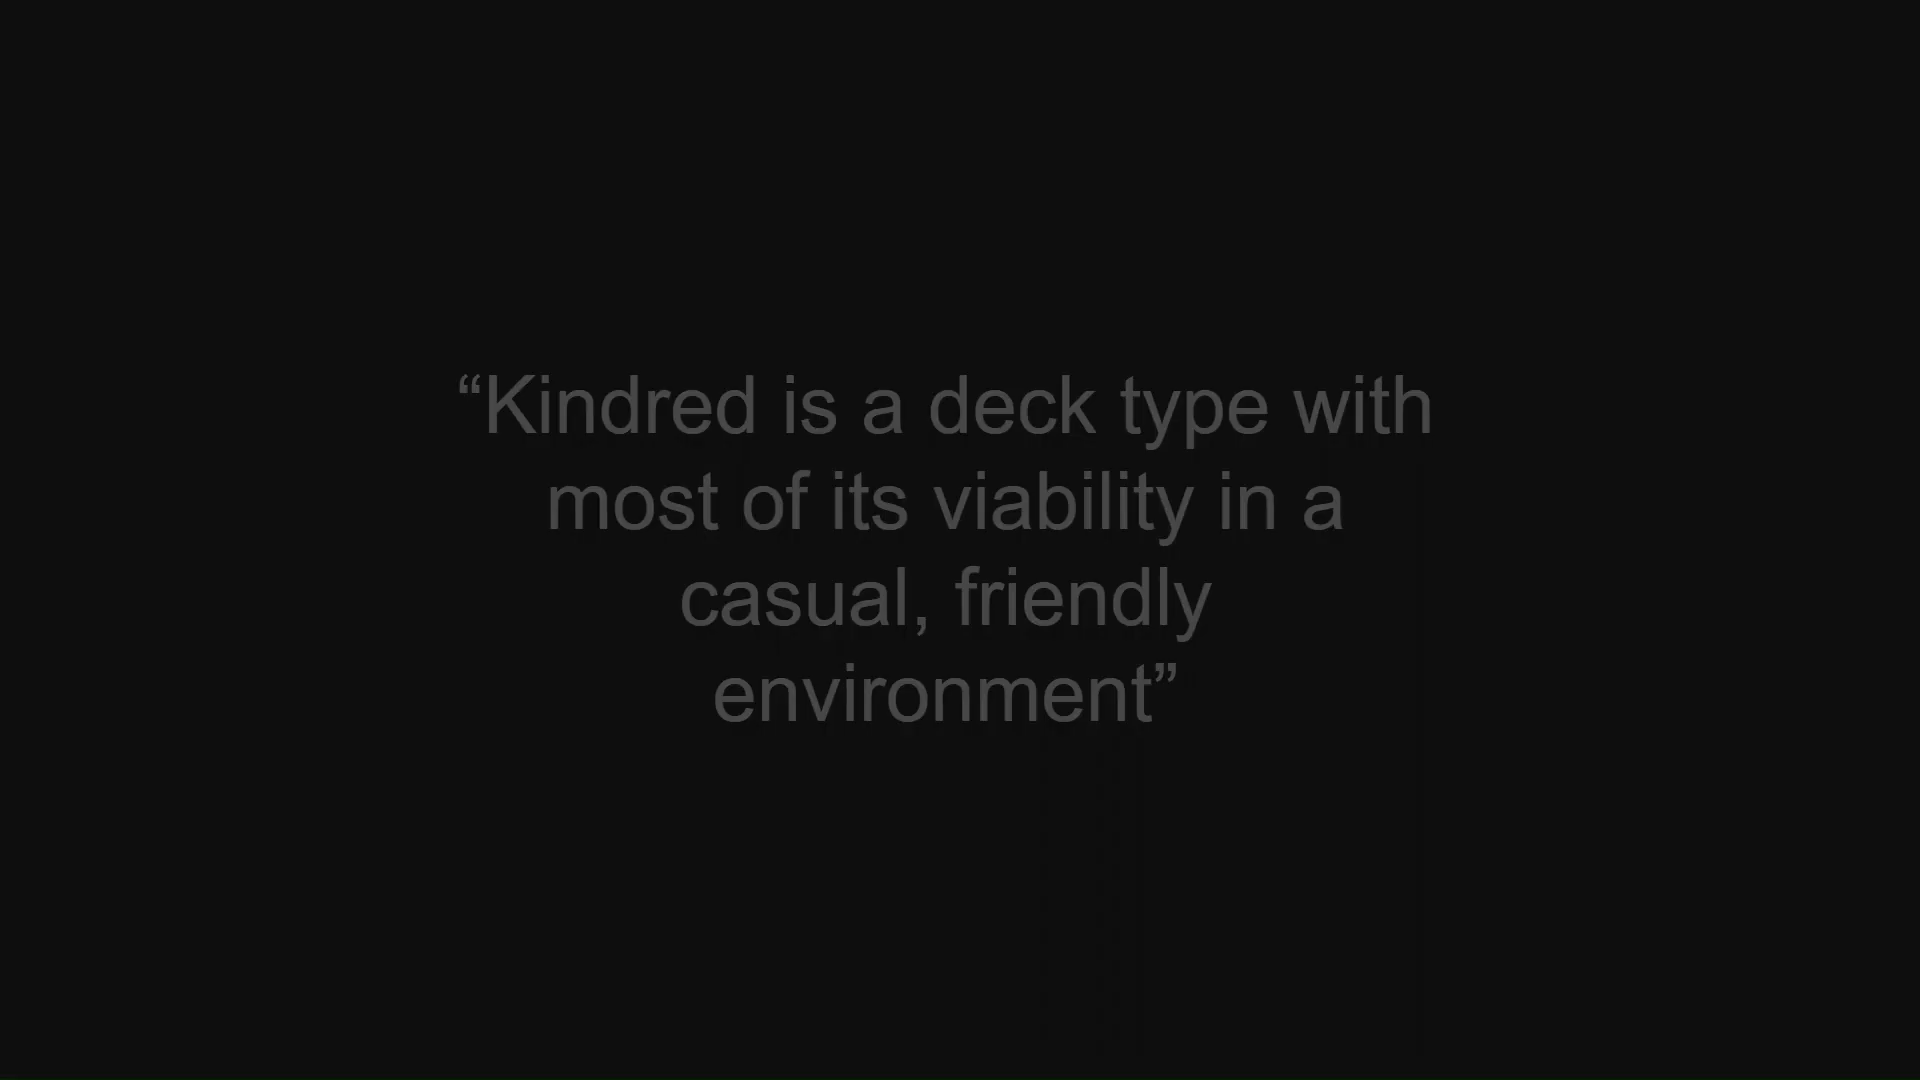 “Kindred is a deck type with
most of its viability in a
casual, friendly
environment”